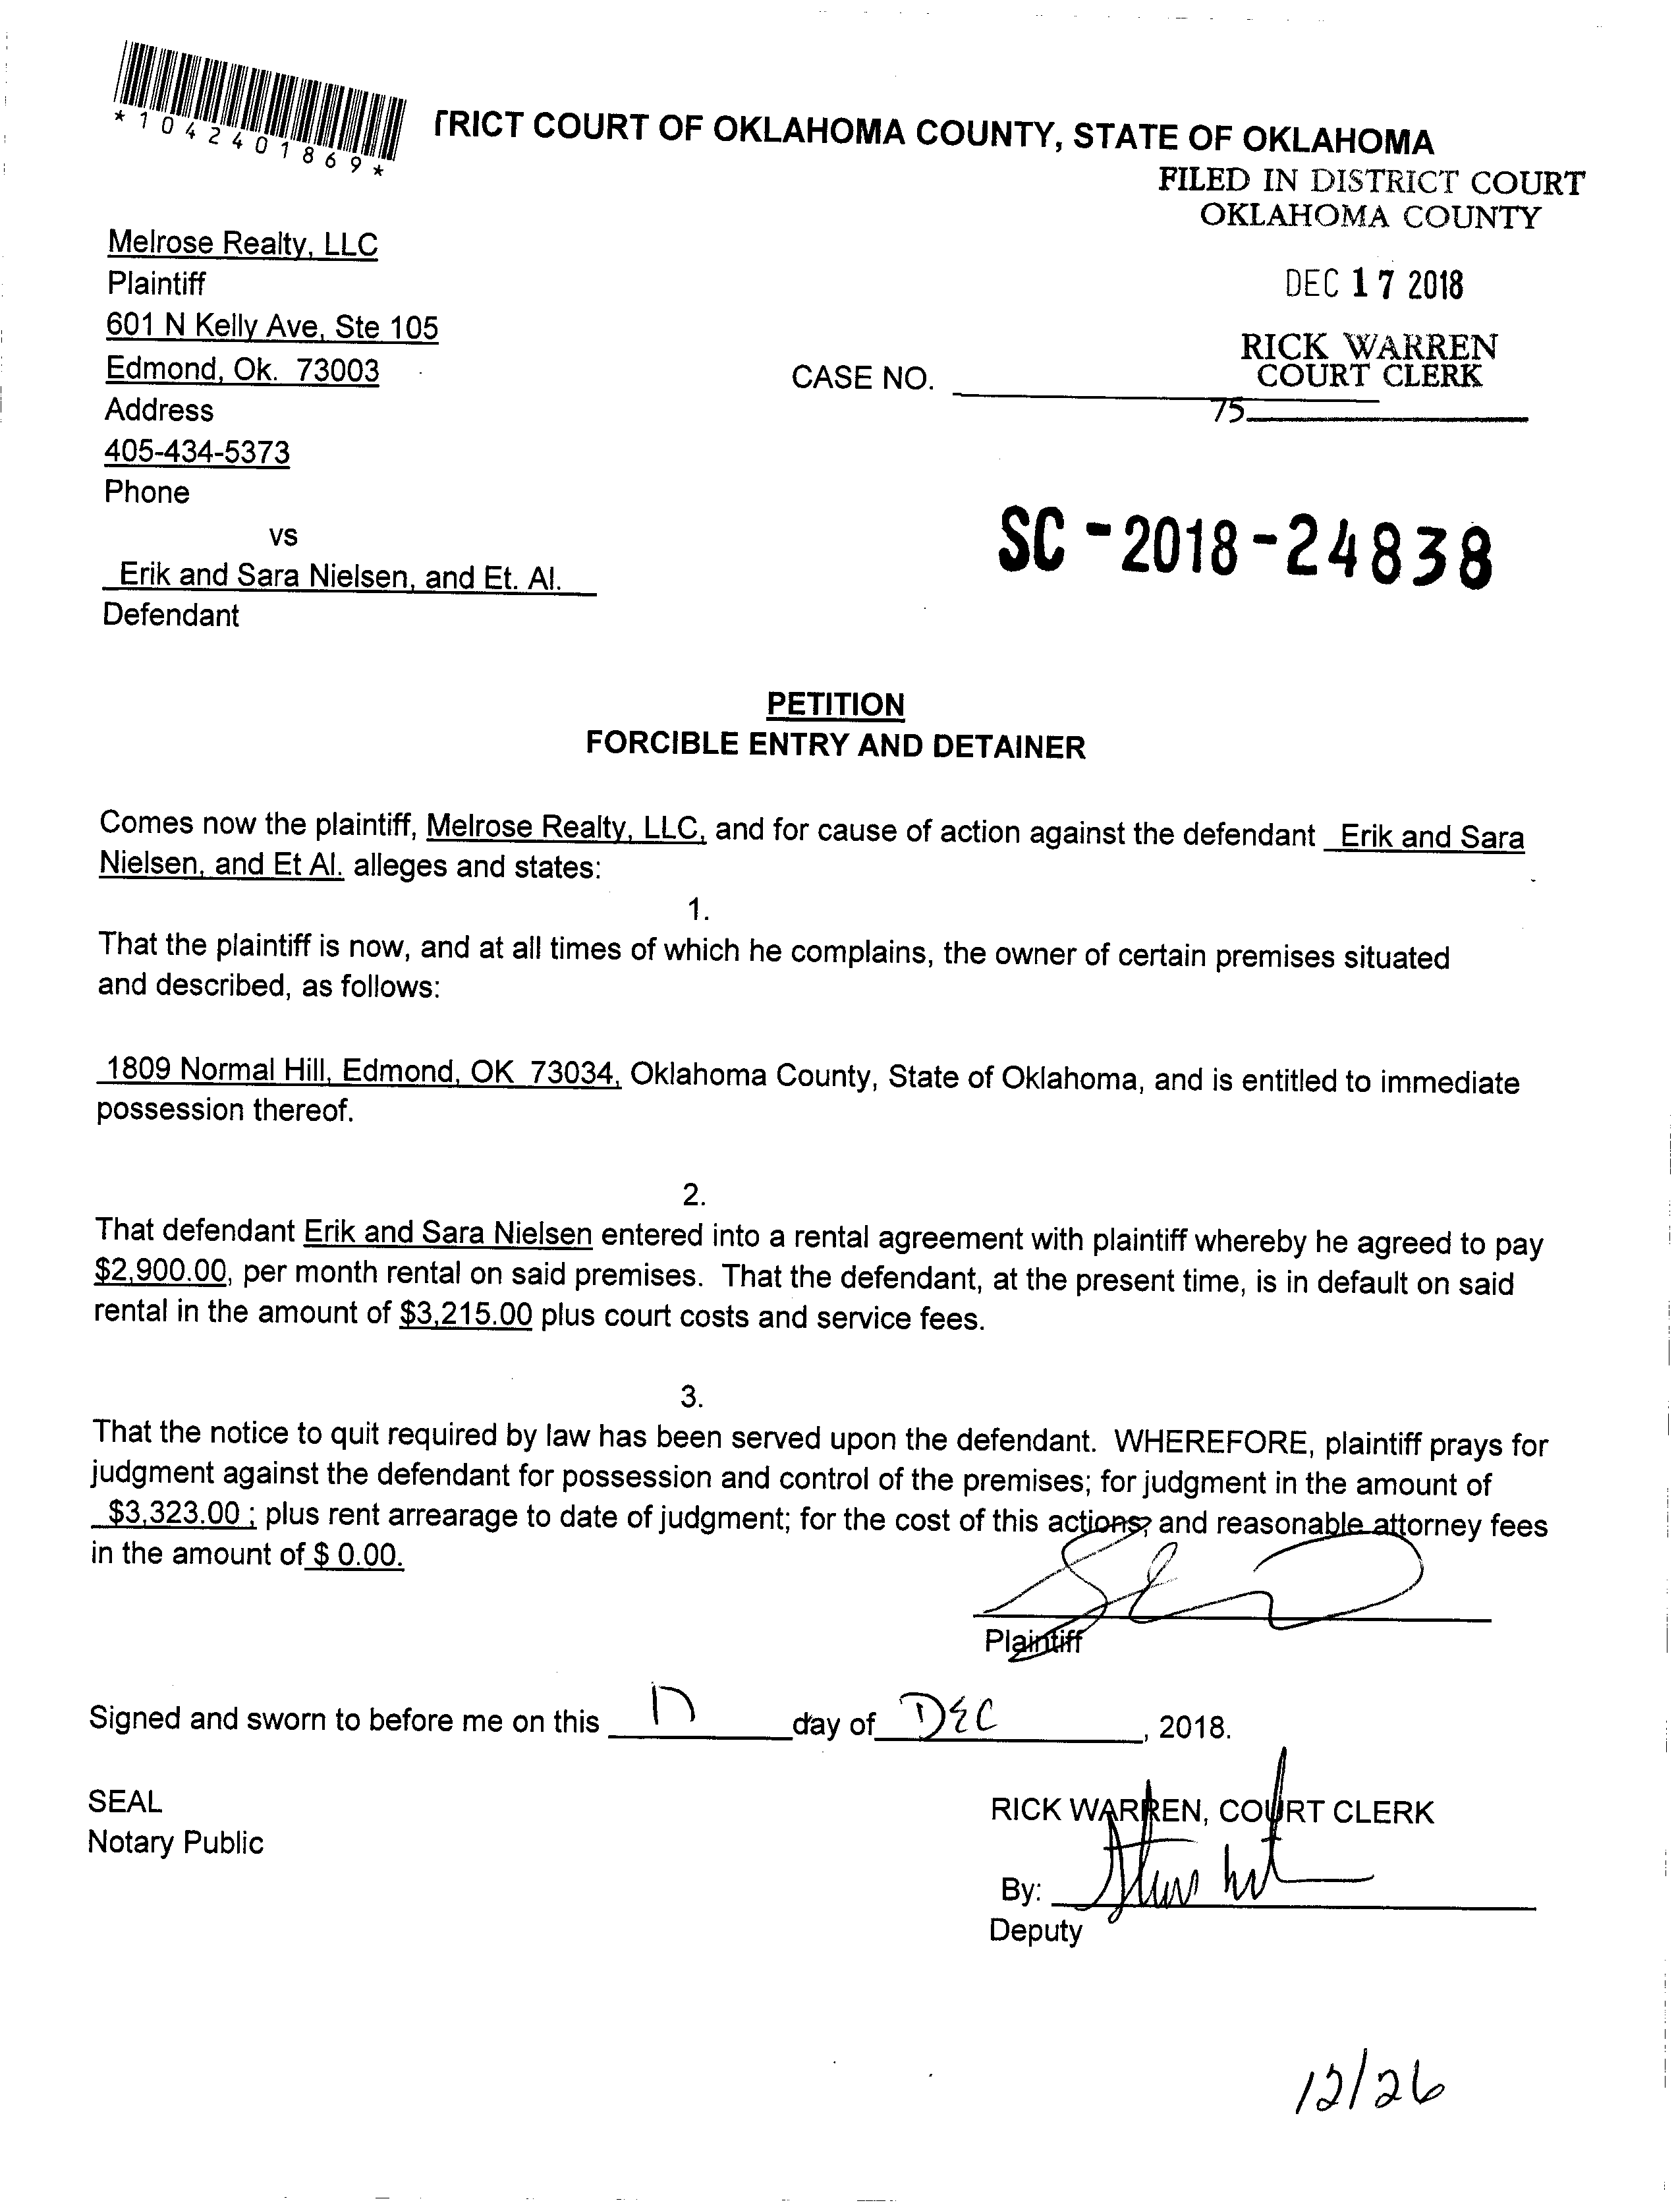 *1042401869*
TRICT COURT OF OKLAHOMA COUNTY, STATE OF OKLAHOMA
FILED IN DISTRICT COURT
OKLAHOMA COUNTY
DEC 17 2018
RICK WARREN
COURT CLERK
75
Melrose Realty, LLC
Plaintiff
601 N Kelly Ave, Ste 105
Edmond, Ok. 73003
Address
405-434-5373
Phone
CASE NO.
vs
Erik and Sara Nielsen, and Et. Al.
Defendant
SC-2018-24838
PETITION
FORCIBLE ENTRY AND DETAINER
Comes now the plaintiff, Melrose Realty, LLC, and for cause of action against the defendant Erik and Sara
Nielsen, and Et Al. alleges and states:
1.
That the plaintiff is now, and at all times of which he complains, the owner of certain premises situated
and described, as follows:
1809 Normal Hill, Edmond, OK 73034, Oklahoma County, State of Oklahoma, and is entitled to immediate
possession thereof.
2.
That defendant Erik and Sara Nielsen entered into a rental agreement with plaintiff whereby he agreed to pay
$2,900.00, per month rental on said premises. That the defendant, at the present time, is in default on said
rental in the amount of $3,215.00 plus court costs and service fees.
3.
That the notice to quit required by law has been served upon the defendant. WHEREFORE, plaintiff prays for
judgment against the defendant for possession and control of the premises; for judgment in the amount of
$3,323.00 ; plus rent arrearage to date of judgment; for the cost of this actions; and reasonable attorney fees
in the amount of $ 0.00.
Plaintiff
Signed and sworn to before me on this 17 day of DEC, 2018.
SEAL
Notary Public
RICK WARREN, COURT CLERK
By:
Deputy
12/26